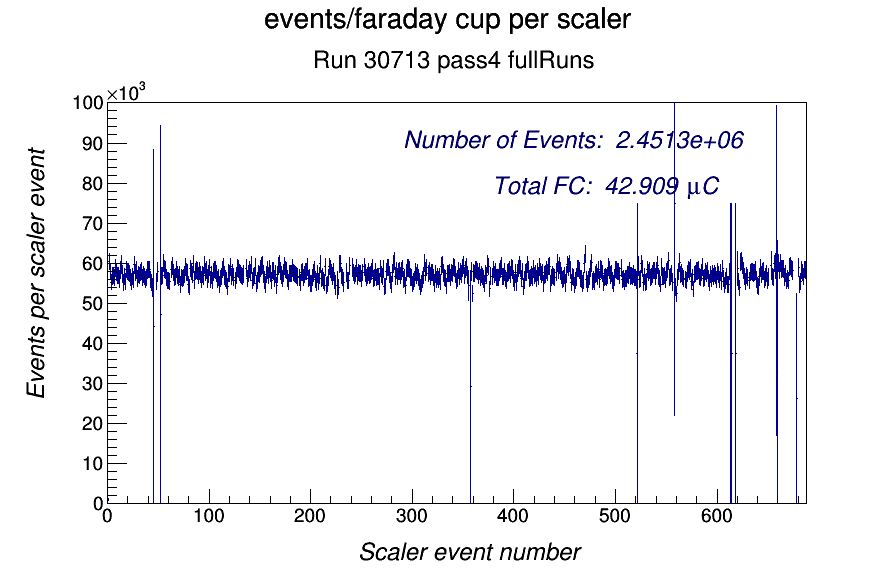 events/faraday cup per scaler
Run 30713 pass4 fullRuns
×10³
100
90
80
70
60
50
40
30
20
10
0
Events per scaler event
Number of Events: 2.4513e+06
Total FC: 42.909 μC
0 100 200 300 400 500 600
Scaler event number